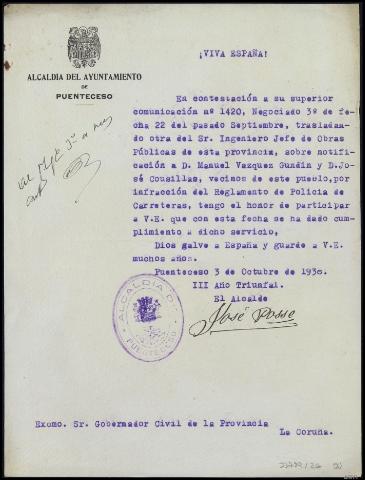 ALCALDIA DEL AYUNTAMIENTO
DE
PUENTECESO
¡VIVA ESPAÑA!
En contestación a su superior
comunicación nº 1420, Negociado 3º de fe-
cha 22 del pasado Septiembre, trasladan-
do otra del Sr. Ingeniero Jefe de Obras
Públicas de esta provincia, sobre notifi-
cación a D. Manuel Vazquez Gundin y D.Jo-
sé Cousillas, vecinos de este pueblo, por
infracción del Reglamento de Policia de
Carreteras, tengo el honor de participar
a V.E. que con esta fecha se ha dado cum-
plimiento a dicho servicio.
Dios salve a España y guarde a V.E.
muchos años.
Puenteceso 3 de Octubre de 1938.
III Año Triunfal.
El Alcalde
José Posse
ALCALDIA D
PUENTECESO
Excmo. Sr. Gobernador Civil de la Provincia
La Coruña.